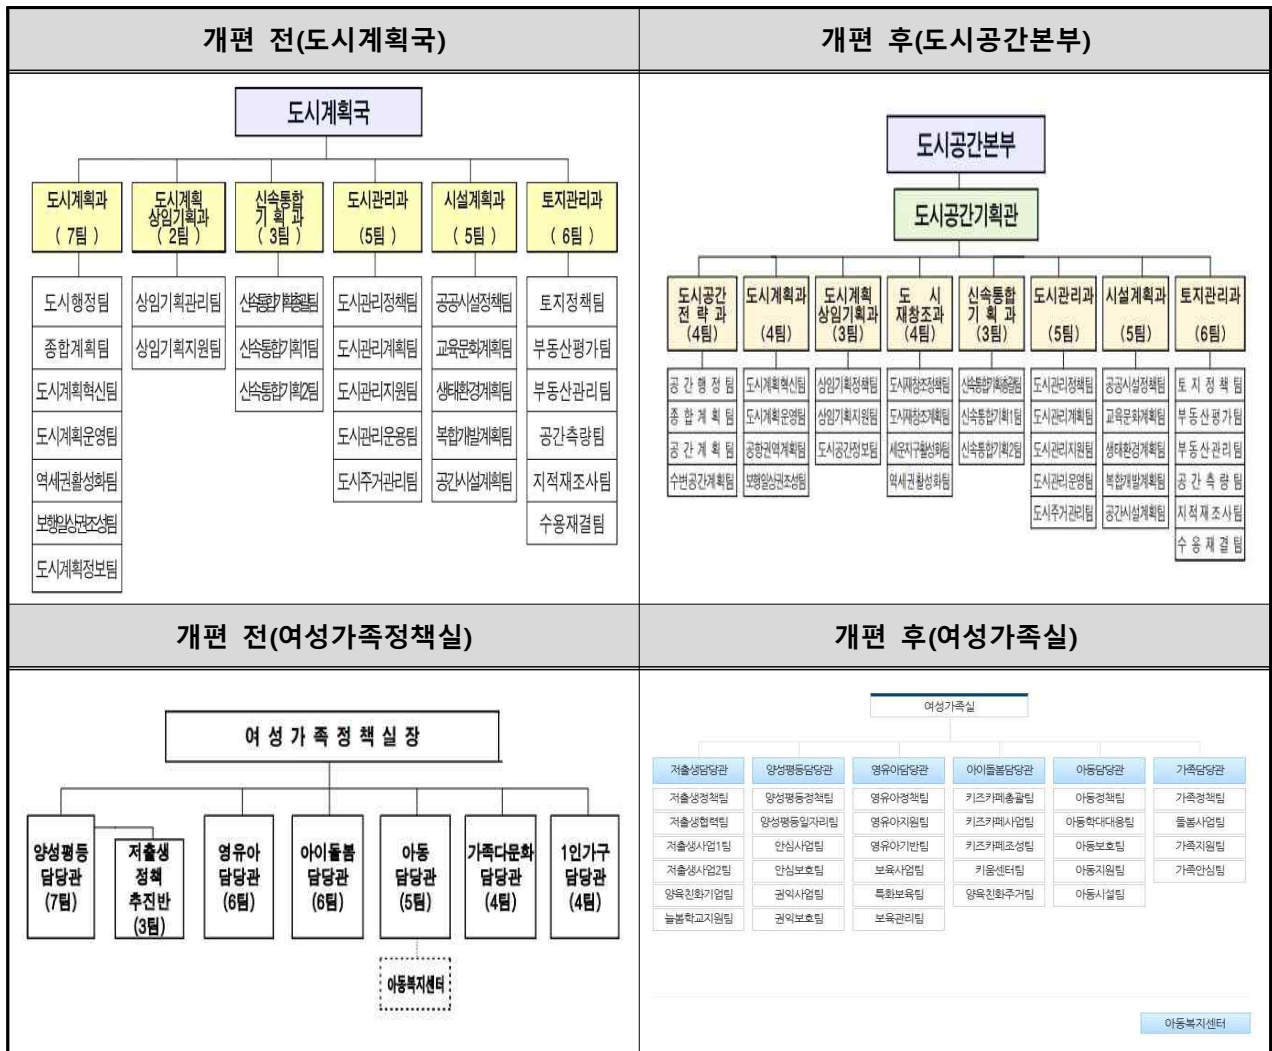 개편 전(도시계획국)
개편 후(도시공간본부)
도시계획국
도시계획과
( 7팀 )
도시계획
상임기획과
( 2팀 )
신속통합
기 획 과
( 3팀 )
도시관리과
(5팀 )
시설계획과
( 5팀 )
토지관리과
( 6팀 )
도시행정팀
종합계획팀
도시계획혁신팀
도시계획운영팀
역세권활성화팀
보행일상권조성팀
도시계획정보팀
상임기획관리팀
상임기획지원팀
신속통합기획총괄팀
신속통합기획1팀
신속통합기획2팀
도시관리정책팀
도시관리계획팀
도시관리지원팀
도시관리운용팀
도시주거관리팀
공공시설정책팀
교육문화계획팀
생태환경계획팀
복합개발계획팀
공간시설계획팀
토지정책팀
부동산평가팀
부동산관리팀
공간측량팀
지적재조사팀
수용재결팀
도시공간본부
도시공간기획관
도시공간
전 략 과
(4팀)
도시계획과
(4팀)
도시계획
상임기획과
(3팀)
도 시
재창조과
(4팀)
신속통합
기 획 과
(3팀)
도시관리과
(5팀)
시설계획과
(5팀)
토지관리과
(6팀)
공 간 행 정 팀
종 합 계 획 팀
공 간 계 획 팀
수변공간계획팀
도시계획혁신팀
도시계획운영팀
공항권역계획팀
보행일상권조성팀
상임기획정책팀
상임기획지원팀
도시공간정보팀
도시재창조정책팀
도시재창조계획팀
세운지구활성화팀
역세권활성화팀
신속통합기획총괄팀
신속통합기획1팀
신속통합기획2팀
도시관리정책팀
도시관리계획팀
도시관리지원팀
도시관리운영팀
도시주거관리팀
공공시설정책팀
교육문화계획팀
생태환경계획팀
복합개발계획팀
공간시설계획팀
토 지 정 책 팀
부동산평가팀
부동산관리팀
공 간 측 량 팀
지적재조사팀
수 용 재 결 팀
개편 전(여성가족정책실)
개편 후(여성가족실)
여 성 가 족 정 책 실 장
양성평등
담당관
(7팀)
저출생
정책
추진반
(3팀)
영유아
담당관
(6팀)
아이돌봄
담당관
(6팀)
아동
담당관
(5팀)
가족다문화
담당관
(4팀)
1인가구
담당관
(4팀)
아동복지센터
여성가족실
저출생담당관
저출생정책팀
저출생협력팀
저출생사업1팀
저출생사업2팀
양육친화기업팀
늘봄학교지원팀
양성평등담당관
양성평등정책팀
양성평등일자리팀
안심사업팀
안심보호팀
권익사업팀
권익보호팀
영유아담당관
영유아정책팀
영유아지원팀
영유아기반팀
보육사업팀
특화보육팀
보육관리팀
아이돌봄담당관
키즈카페총괄팀
키즈카페사업팀
키즈카페조성팀
키움센터팀
양육친화주거팀
아동담당관
아동정책팀
아동학대대응팀
아동보호팀
아동지원팀
아동시설팀
가족담당관
가족정책팀
돌봄사업팀
가족지원팀
가족안심팀
아동복지센터